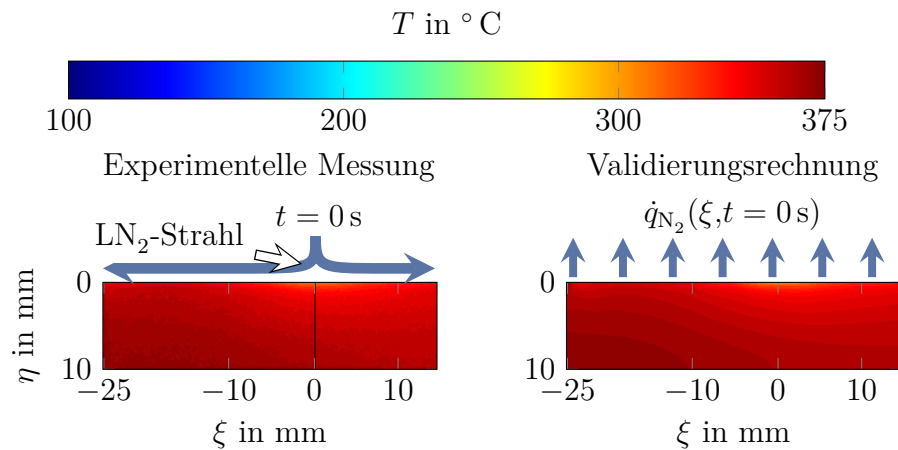 T in °C
100 200 300 375
Experimentelle Messung
Validierungsrechnung
t = 0 s
LN₂-Strahl
q̇_N₂(ξ,t = 0 s)
η in mm
0
10
−25 −10 0 10
ξ in mm
0
10
−25 −10 0 10
ξ in mm